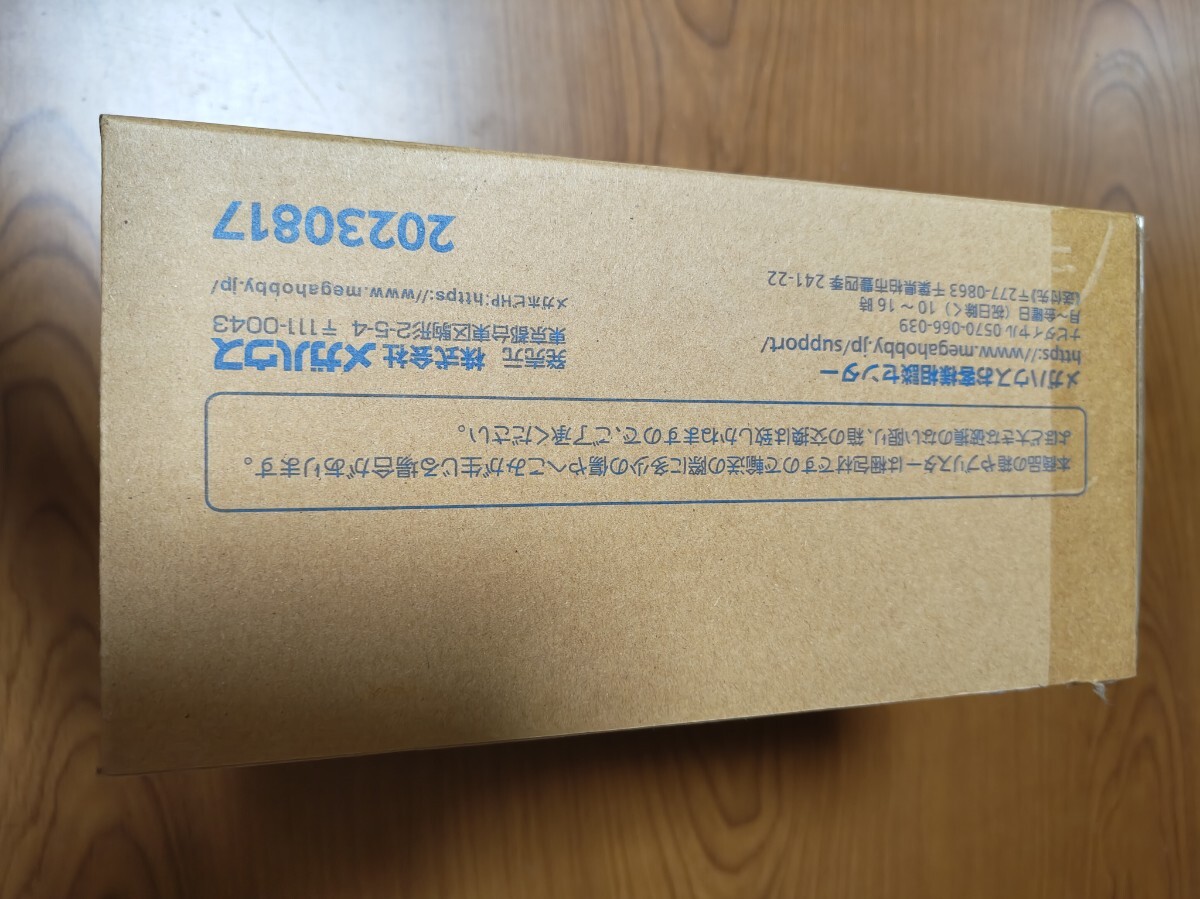 本商品の箱やブリスターは梱包材ですので輸送の際に多少の傷やへこみが生じる場合があります。
よほど大きな破損のない限り、箱の交換は致しかねますので、ご了承ください。
メガハウスお客様相談センター
https://www.megahobby.jp/support/
ナビダイヤル 0570-066-039
月～金曜日（祝日除く）10～16時
《送付先》〒277-0863 千葉県柏市豊四季 241-22
発売元 株式会社 メガハウス
東京都台東区駒形2-5-4 〒111-0043
メガホビHP:https://www.megahobby.jp/
20230817